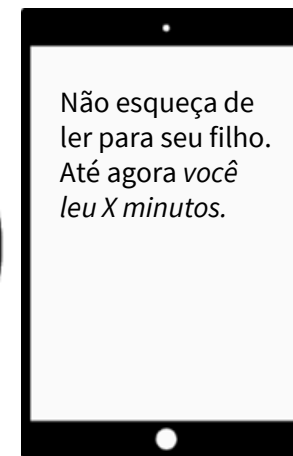 Não esqueça de
ler para seu filho.
Até agora você
leu X minutos.